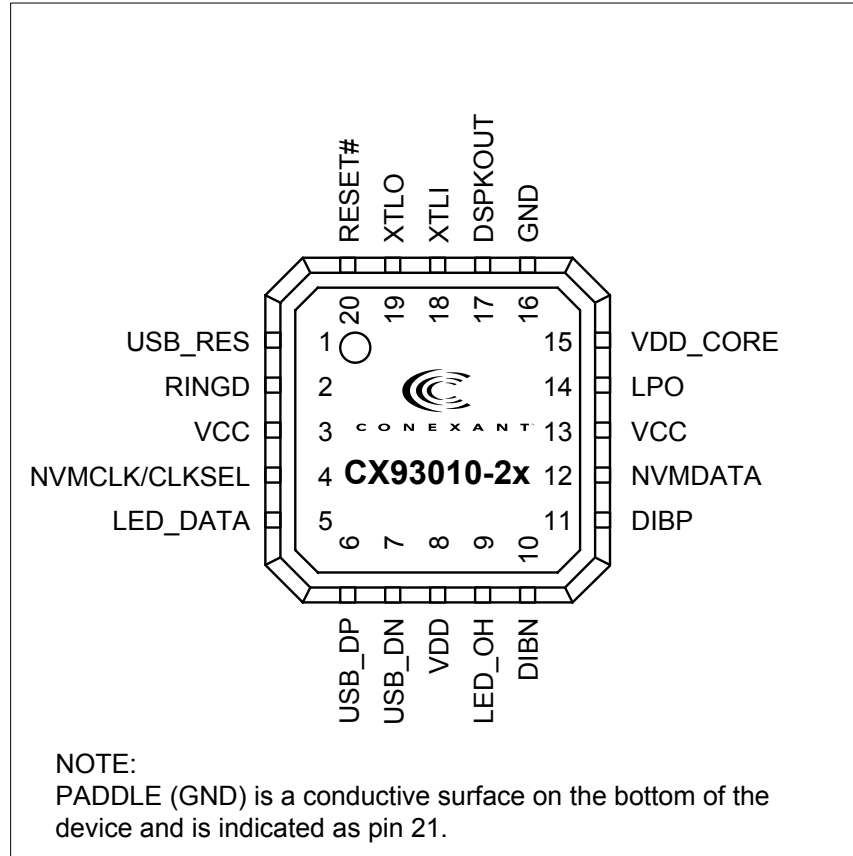 RESET#
XTLO
XTLI
DSPKOUT
GND
20
19
18
17
16
USB_RES 1
RINGD 2
VCC 3
NVMCLK/CLKSEL 4
LED_DATA 5
CONEXANT™
CX93010-2x
15 VDD_CORE
14 LPO
13 VCC
12 NVMDATA
11 DIBP
6
7
8
9
10
USB_DP
USB_DN
VDD
LED_OH
DIBN
NOTE:
PADDLE (GND) is a conductive surface on the bottom of the
device and is indicated as pin 21.